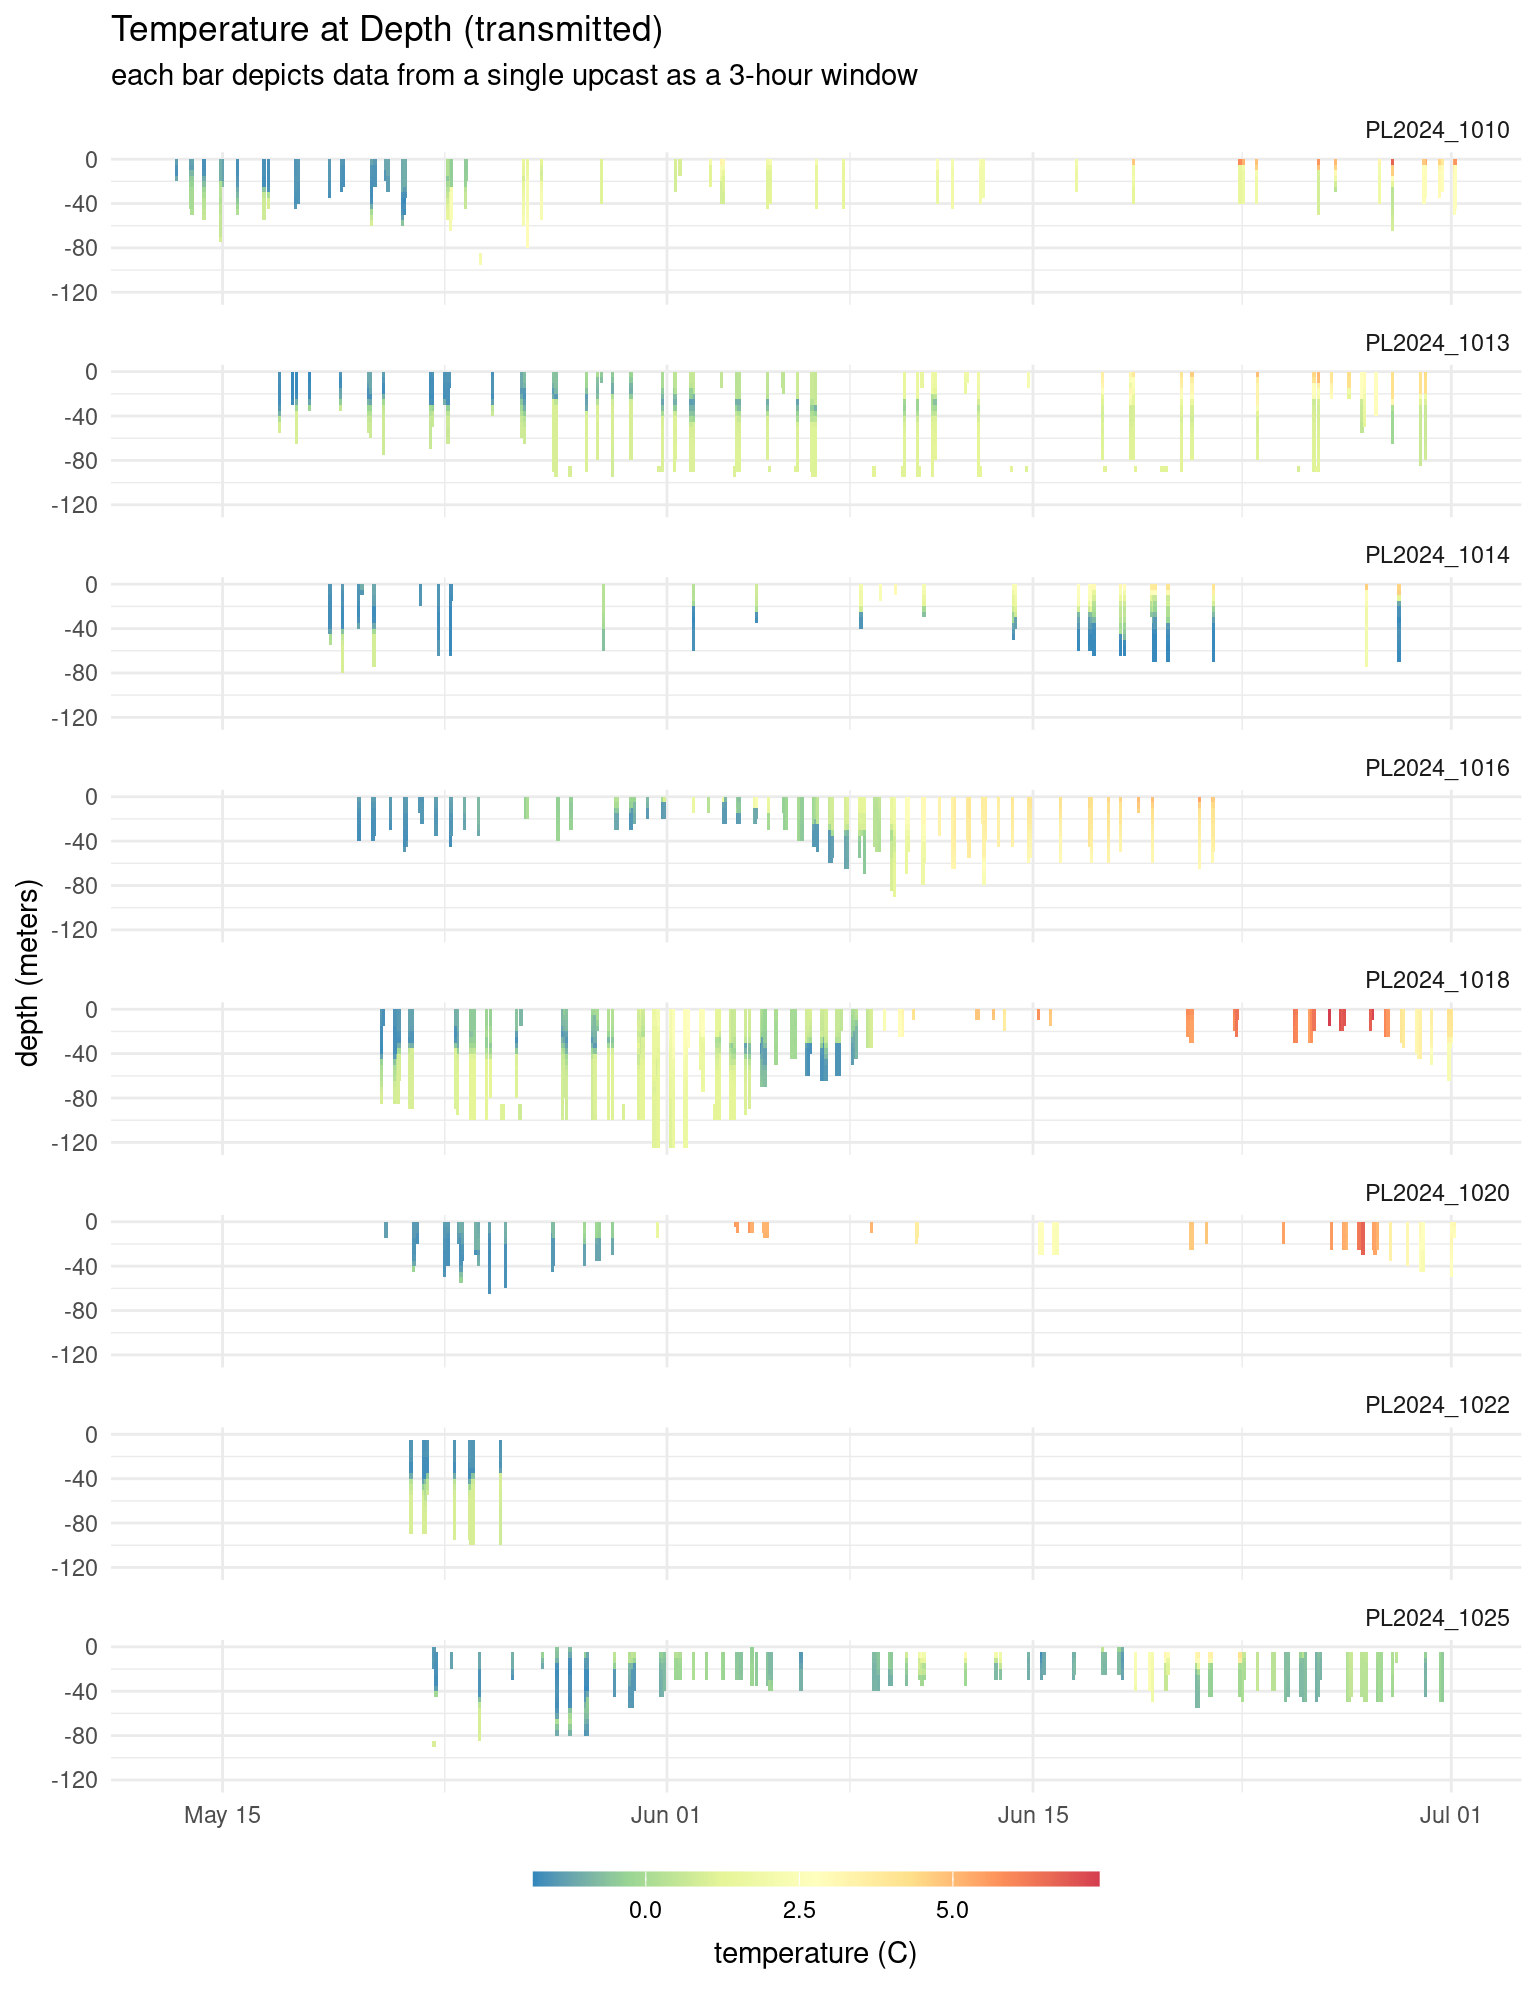 Temperature at Depth (transmitted)
each bar depicts data from a single upcast as a 3-hour window
PL2024_1010
0
-40
-80
-120
PL2024_1013
0
-40
-80
-120
PL2024_1014
0
-40
-80
-120
PL2024_1016
0
-40
-80
-120
depth (meters)
PL2024_1018
0
-40
-80
-120
PL2024_1020
0
-40
-80
-120
PL2024_1022
0
-40
-80
-120
PL2024_1025
0
-40
-80
-120
May 15 Jun 01 Jun 15 Jul 01
0.0 2.5 5.0
temperature (C)